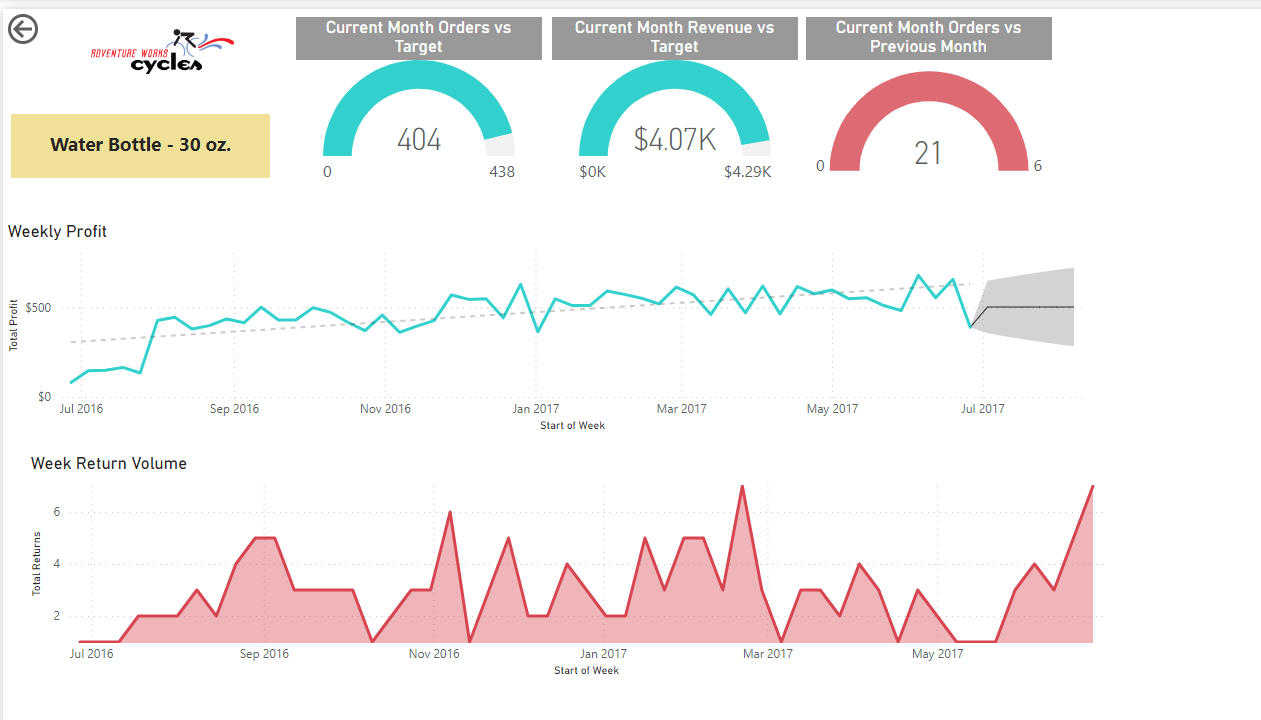 ADVENTURE WORKS
cycles
Current Month Orders vs
Target
Current Month Revenue vs
Target
Current Month Orders vs
Previous Month
Water Bottle - 30 oz.
404
0
438
$4.07K
$0K
$4.29K
21
0
6
Weekly Profit
Total Profit
$500
$0
Jul 2016
Sep 2016
Nov 2016
Jan 2017
Mar 2017
May 2017
Jul 2017
Start of Week
Week Return Volume
Total Returns
6
4
2
Jul 2016
Sep 2016
Nov 2016
Jan 2017
Mar 2017
May 2017
Start of Week